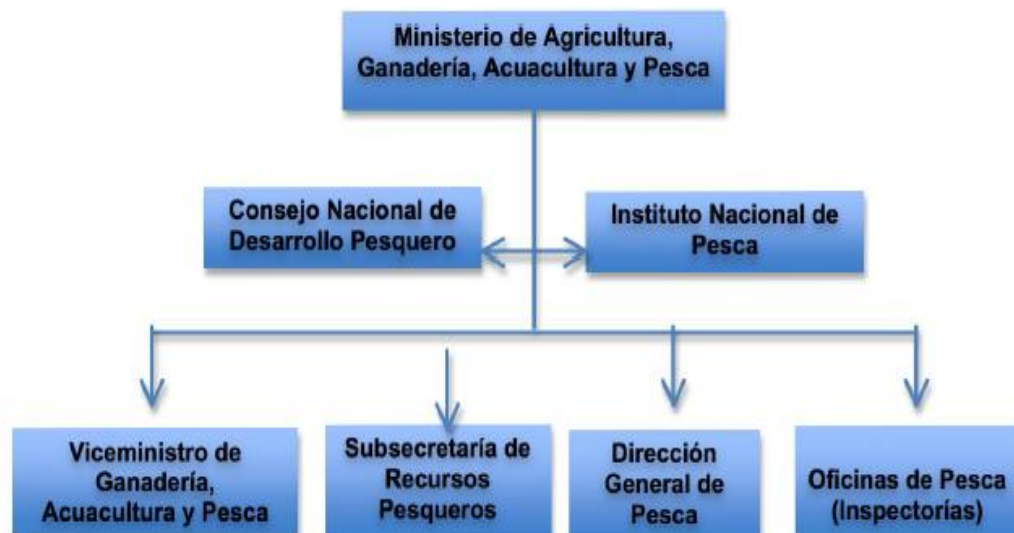 Ministerio de Agricultura,
Ganadería, Acuacultura y Pesca
Consejo Nacional de
Desarrollo Pesquero
Instituto Nacional de
Pesca
Viceministro de
Ganadería,
Acuacultura y Pesca
Subsecretaría de
Recursos
Pesqueros
Dirección
General de
Pesca
Oficinas de Pesca
(Inspectorías)